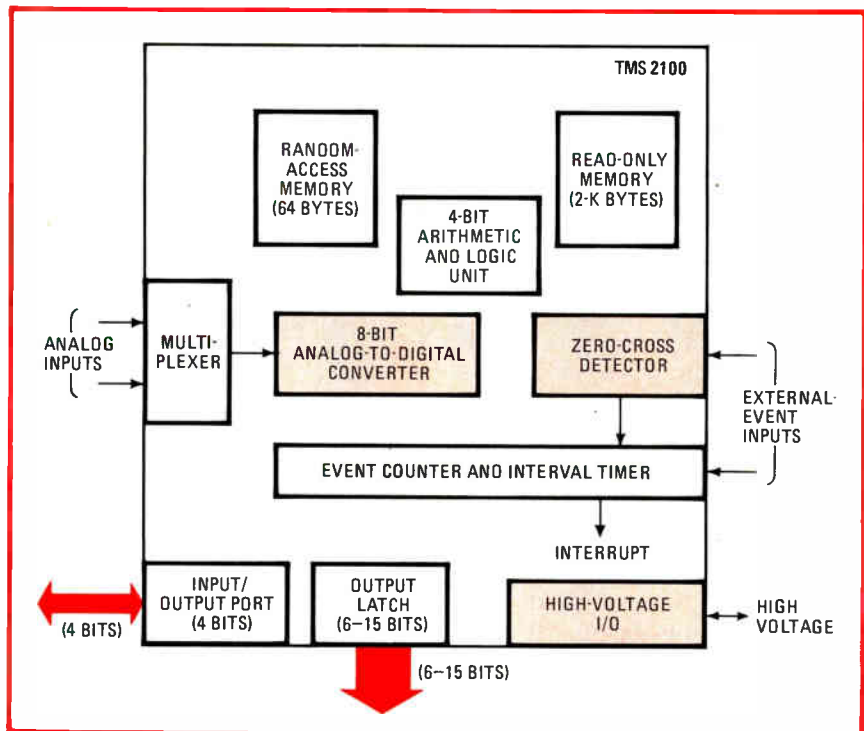 TMS 2100
RANDOM-
ACCESS
MEMORY
(64 BYTES)
READ-ONLY
MEMORY
(2-K BYTES)
4-BIT
ARITHMETIC
AND LOGIC
UNIT
ANALOG
INPUTS
MULTI-
PLEXER
8-BIT
ANALOG-TO-DIGITAL
CONVERTER
ZERO-CROSS
DETECTOR
EXTERNAL-
EVENT
INPUTS
EVENT COUNTER AND INTERVAL TIMER
INTERRUPT
(4 BITS)
INPUT/
OUTPUT PORT
(4 BITS)
OUTPUT
LATCH
(6–15 BITS)
HIGH-VOLTAGE
I/O
HIGH
VOLTAGE
(6–15 BITS)